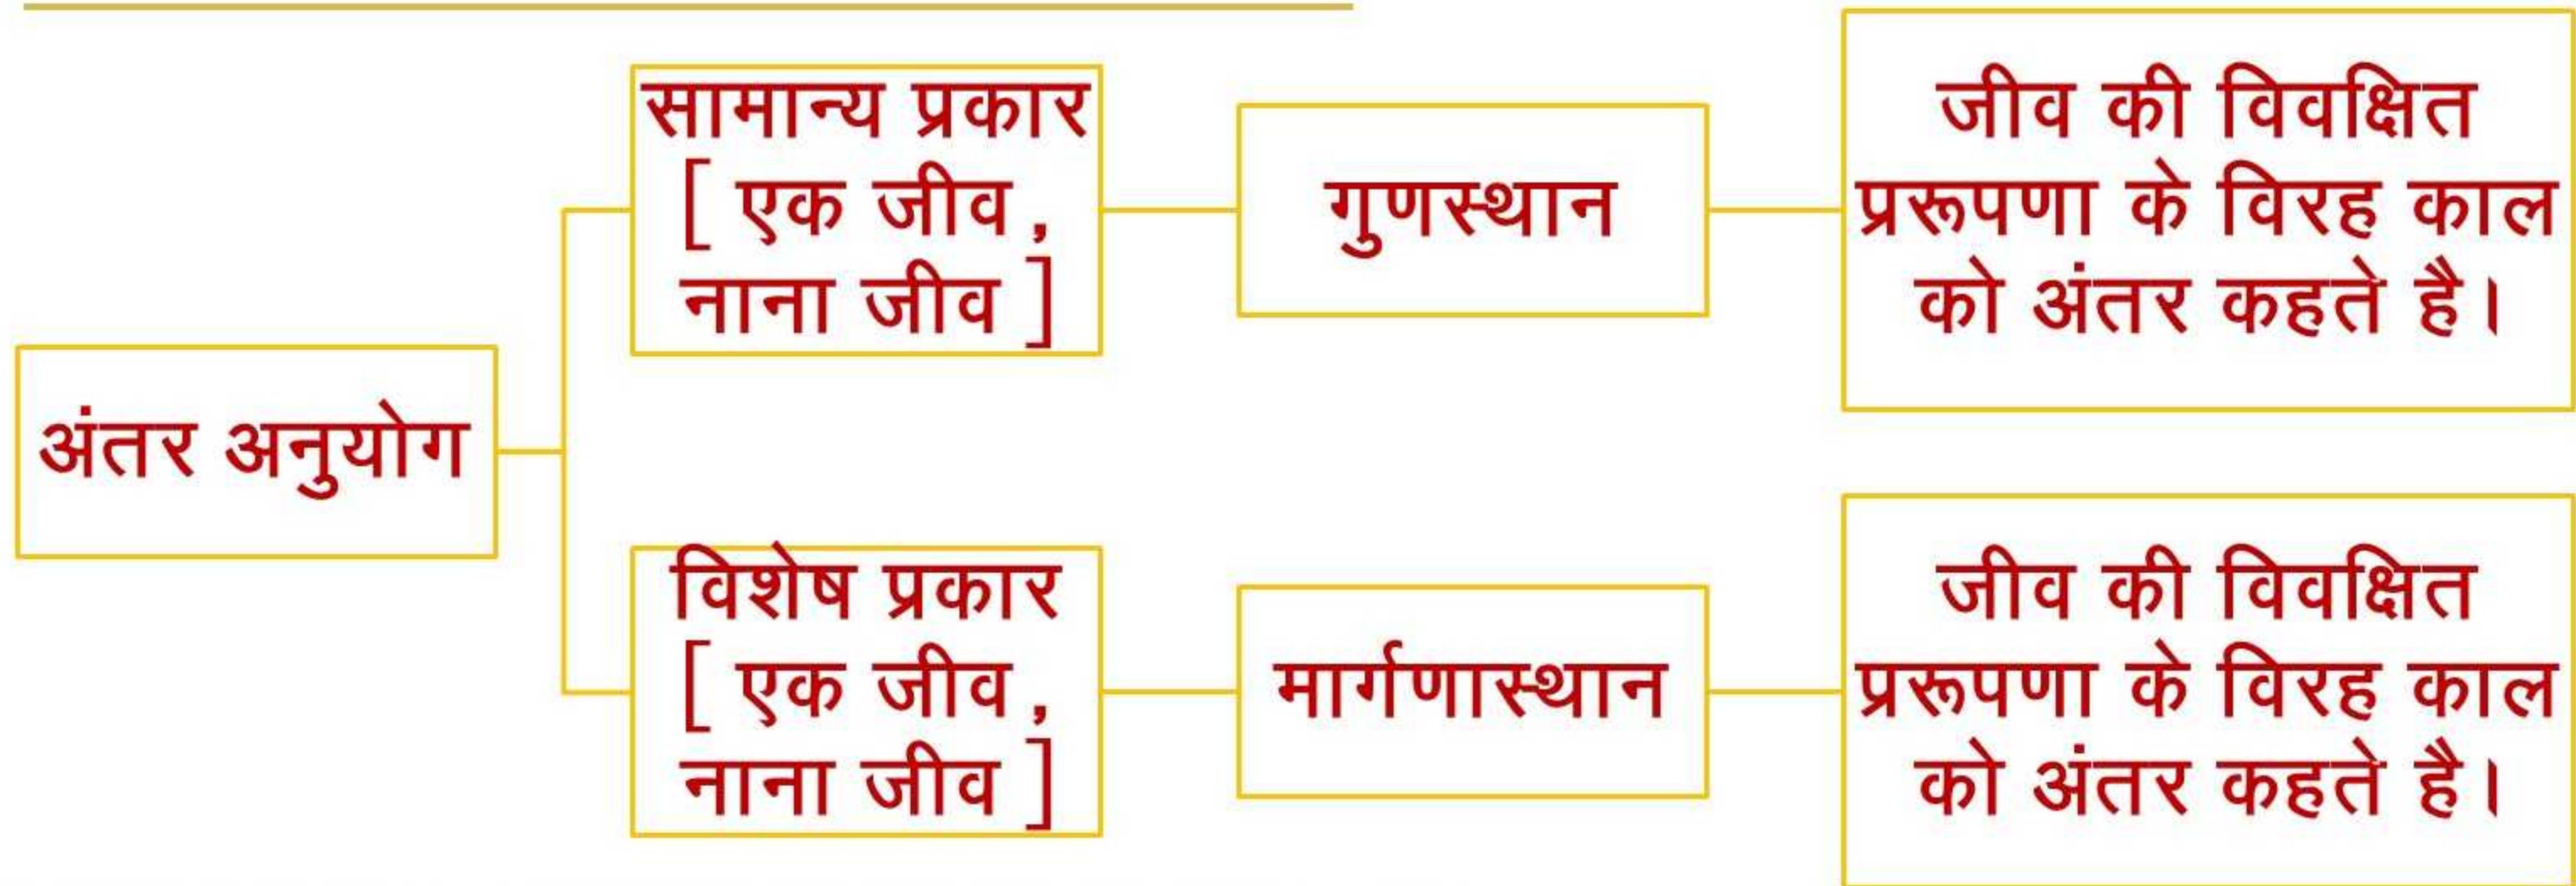 अंतर अनुयोग
सामान्य प्रकार
[ एक जीव ,
नाना जीव ]
गुणस्थान
जीव की विवक्षित
प्ररूपणा के विरह काल
को अंतर कहते है।
विशेष प्रकार
[ एक जीव ,
नाना जीव ]
मार्गणास्थान
जीव की विवक्षित
प्ररूपणा के विरह काल
को अंतर कहते है।